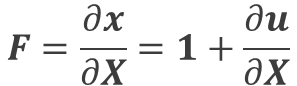 F = ∂x/∂X = 1 + ∂u/∂X